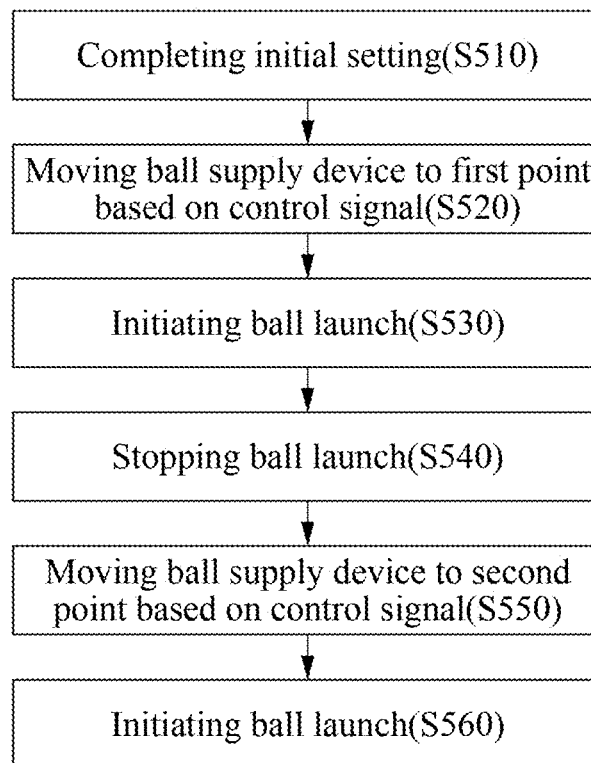 Completing initial setting(S510)
Moving ball supply device to first point
based on control signal(S520)
Initiating ball launch(S530)
Stopping ball launch(S540)
Moving ball supply device to second
point based on control signal(S550)
Initiating ball launch(S560)